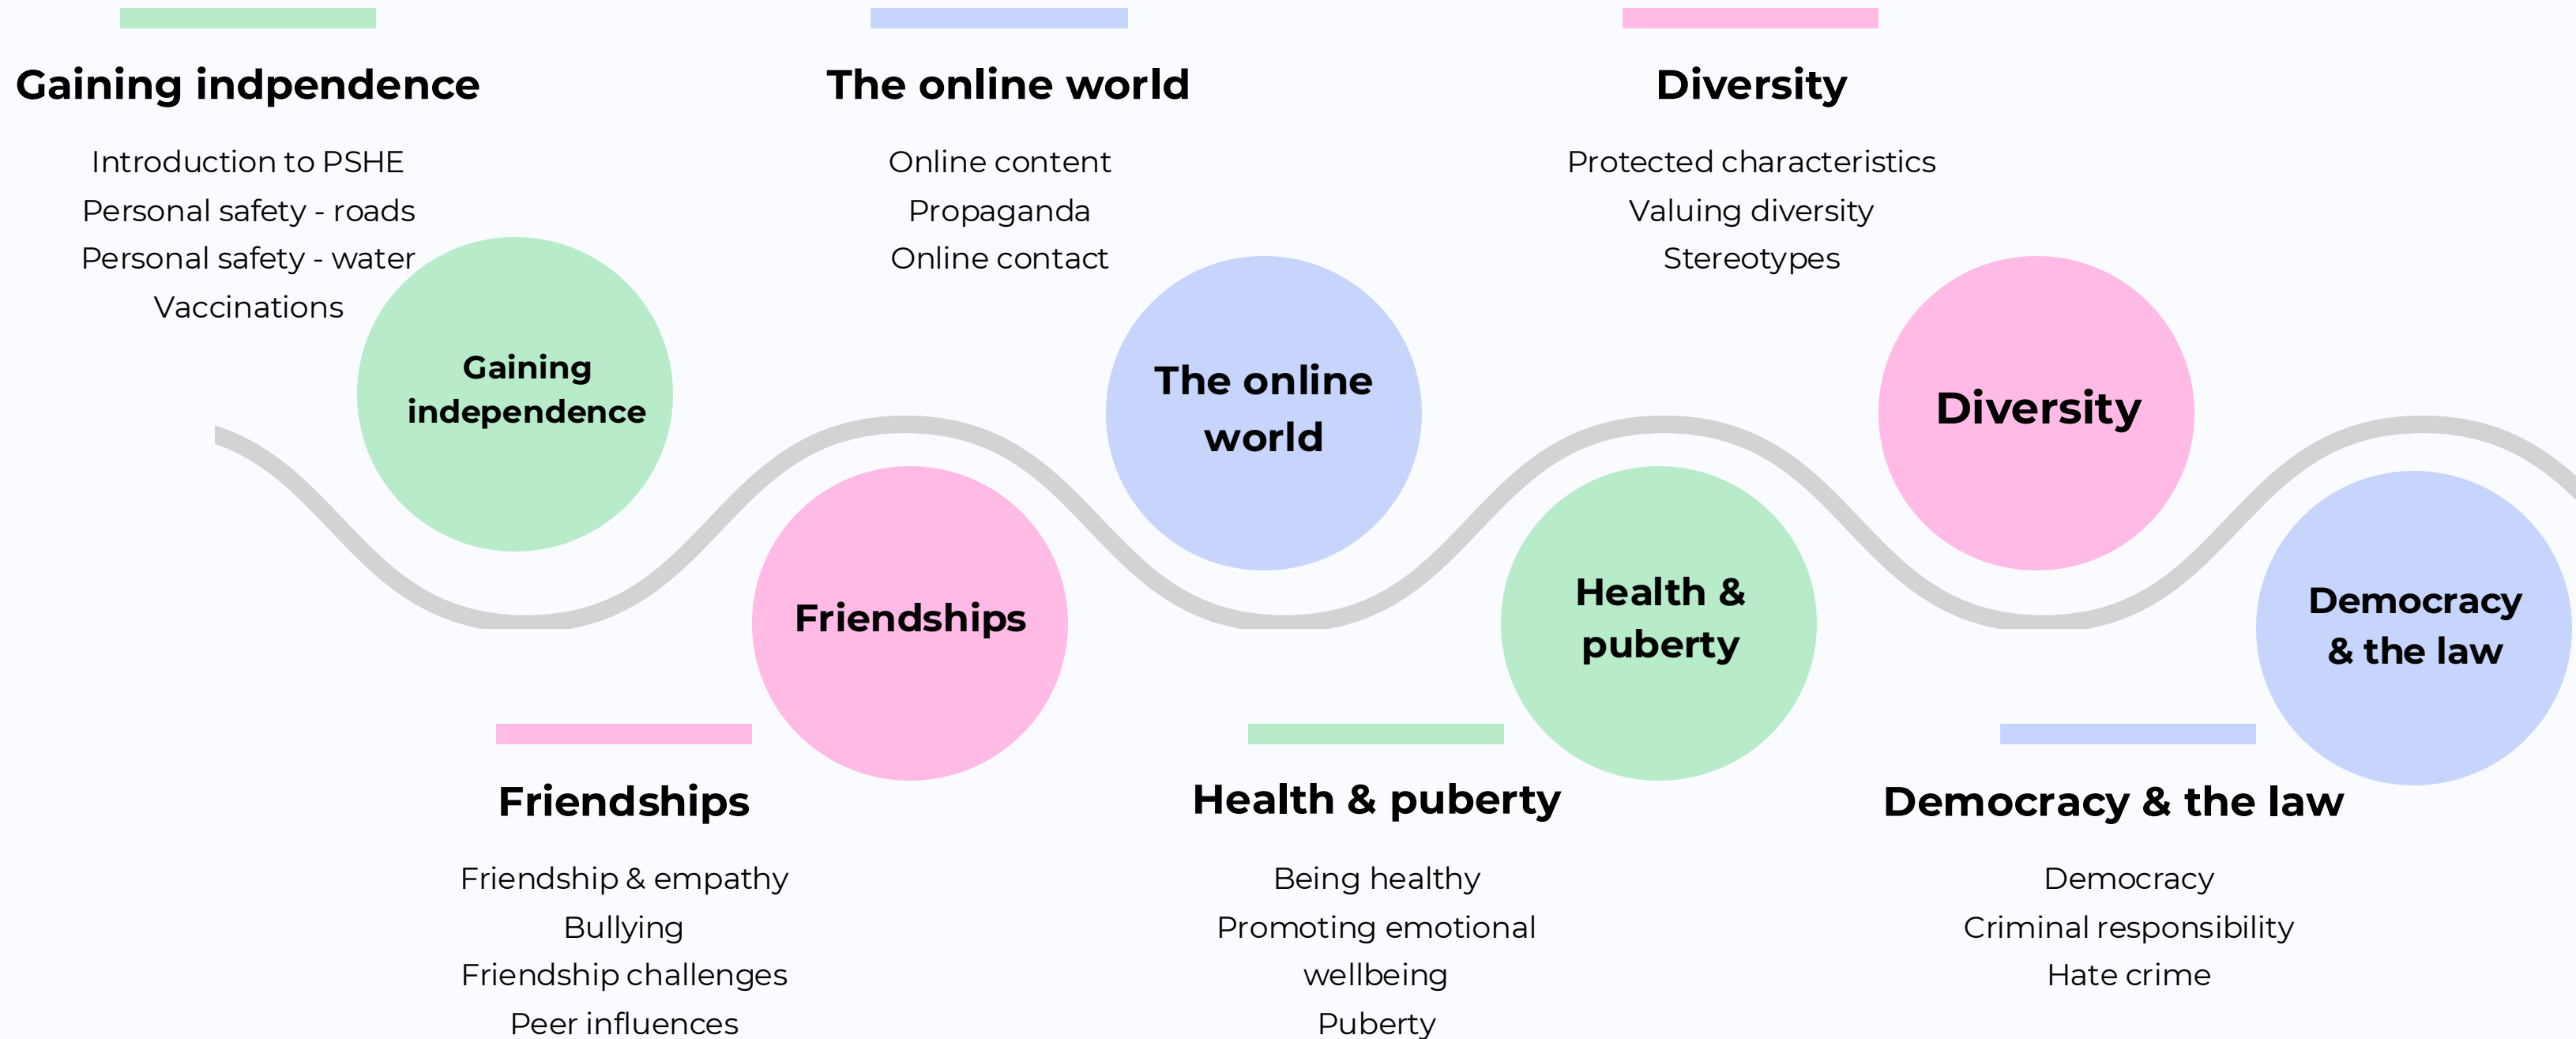 Gaining indpendence
Introduction to PSHE
Personal safety - roads
Personal safety - water
Vaccinations
The online world
Online content
Propaganda
Online contact
Diversity
Protected characteristics
Valuing diversity
Stereotypes
Gaining
independence
Friendships
The online
world
Health &
puberty
Diversity
Democracy
& the law
Friendships
Friendship & empathy
Bullying
Friendship challenges
Peer influences
Health & puberty
Being healthy
Promoting emotional
wellbeing
Puberty
Democracy & the law
Democracy
Criminal responsibility
Hate crime